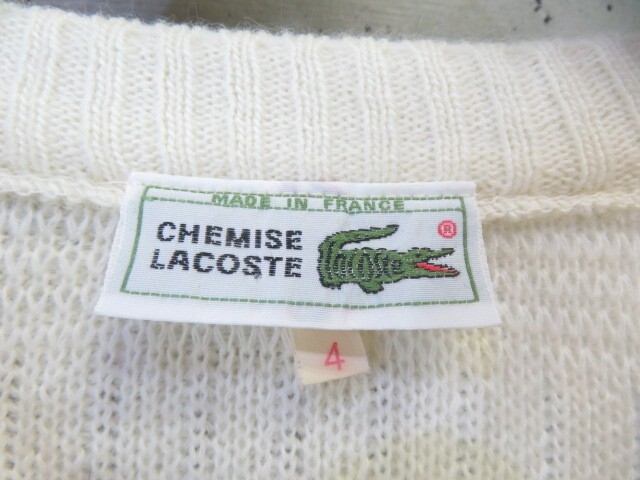 MADE IN FRANCE
CHEMISE
LACOSTE
Lacoste
®
4